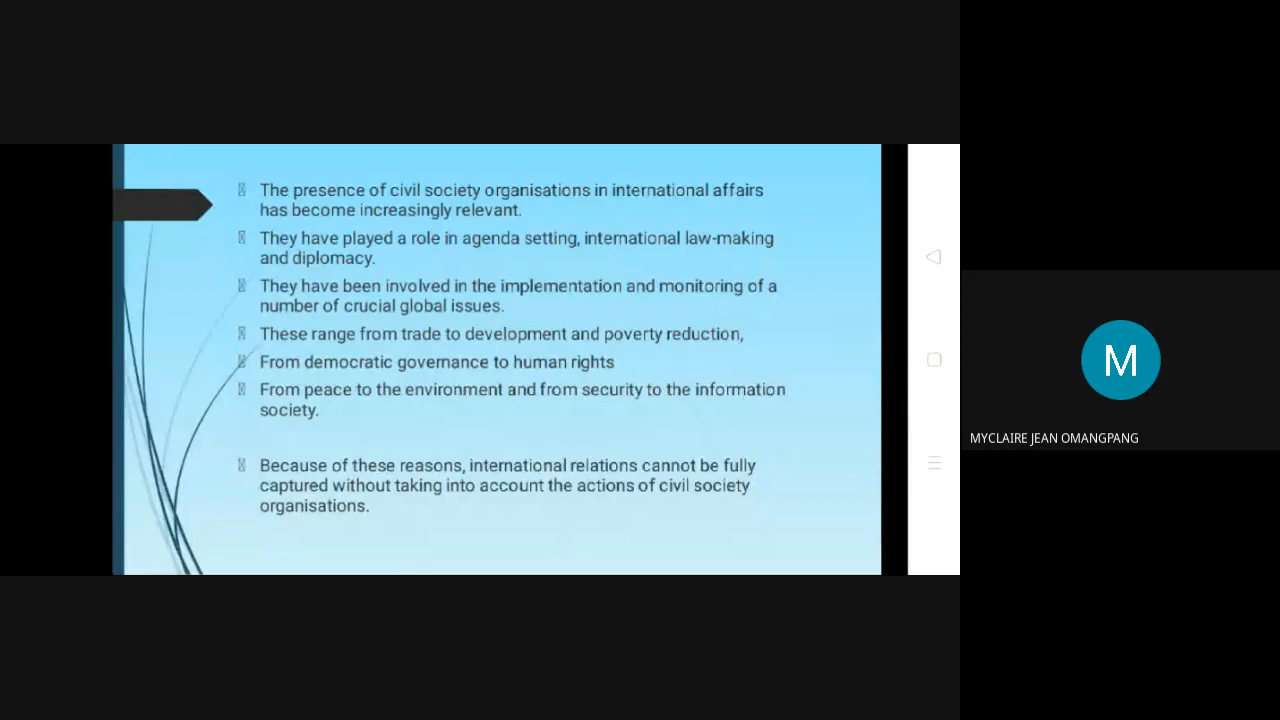 The presence of civil society organisations in international affairs
has become increasingly relevant.
They have played a role in agenda setting, international law-making
and diplomacy.
They have been involved in the implementation and monitoring of a
number of crucial global issues.
These range from trade to development and poverty reduction,
From democratic governance to human rights
From peace to the environment and from security to the information
society.
Because of these reasons, international relations cannot be fully
captured without taking into account the actions of civil society
organisations.
M
MYCLAIRE JEAN OMANGPANG